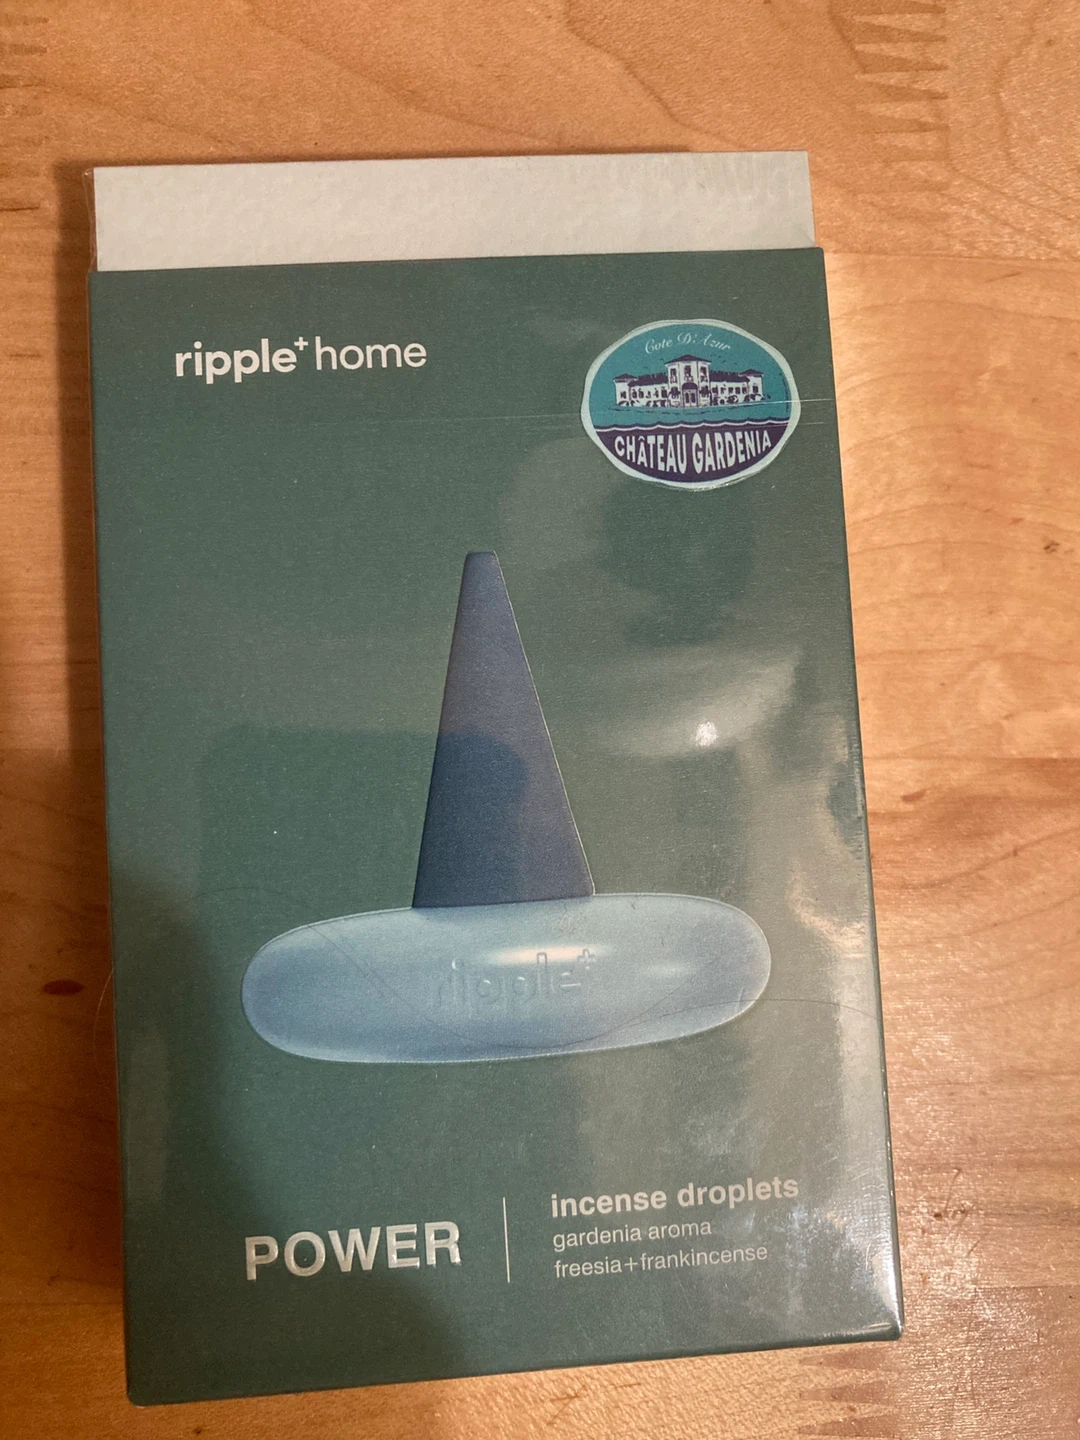 ripple+ home
Cote D'Azur
CHÂTEAU GARDENIA
ripple+
POWER
incense droplets
gardenia aroma
freesia+frankincense